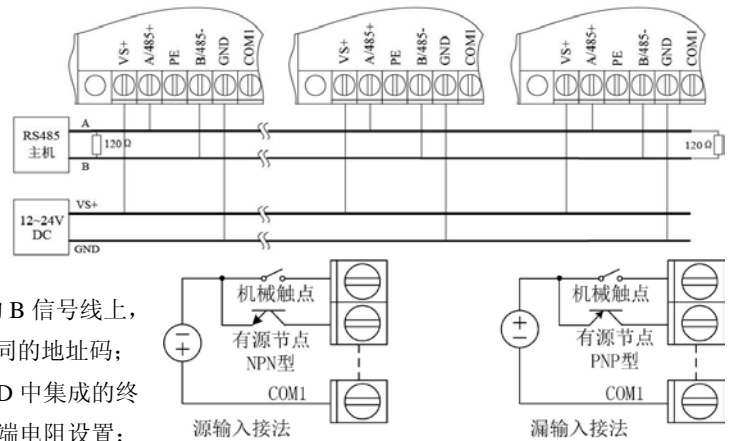 VS+ A/485+ PE B/485- GND COM1
VS+ A/485+ PE B/485- GND COM1
VS+ A/485+ PE B/485- GND COM1
RS485
主机
A
120 Ω
B
120 Ω
12~24V
DC
VS+
GND
B 信号线上，
同的地址码；
D 中集成的终
端电阻设置：
机械触点
有源节点
NPN型
COM1
源输入接法
机械触点
有源节点
PNP型
COM1
漏输入接法